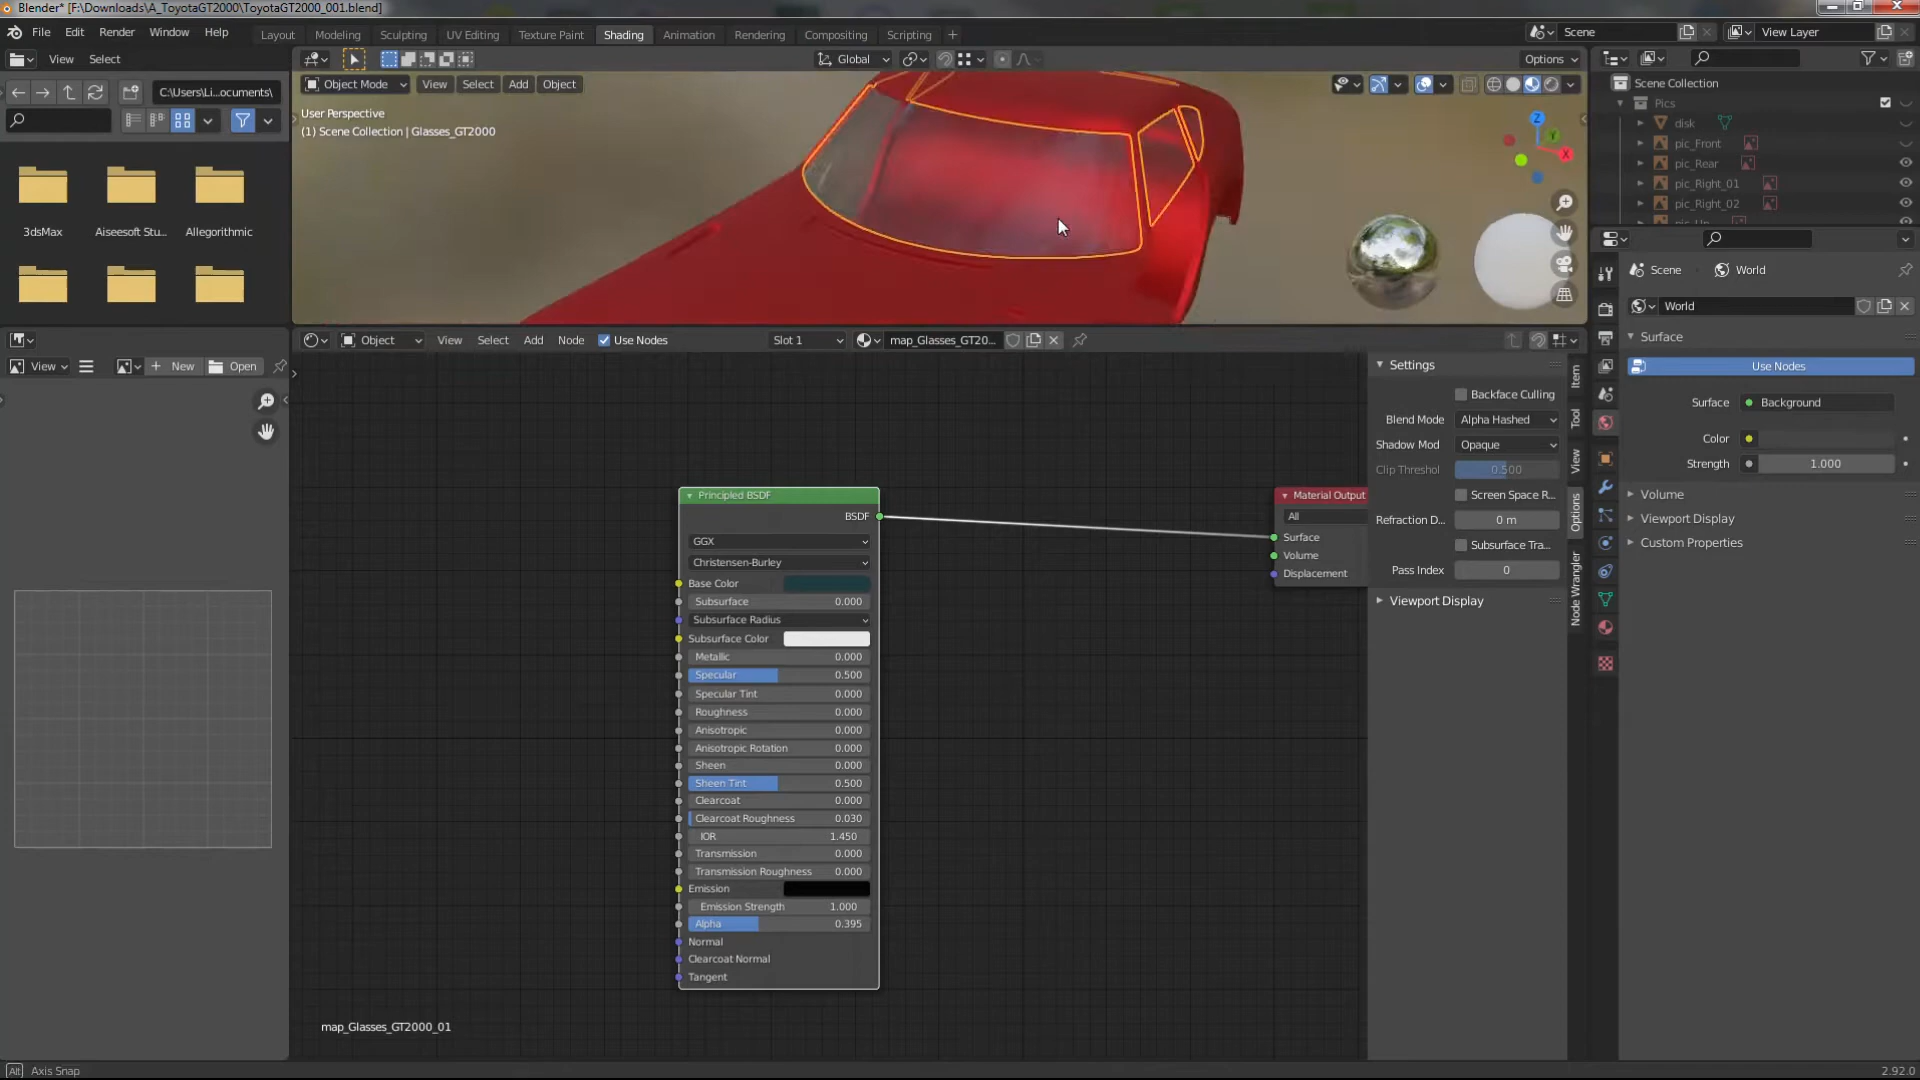 Blender* [F:\Downloads\A_ToyotaGT2000\ToyotaGT2000_001.blend]
File Edit Render Window Help
Layout Modeling Sculpting UV Editing Texture Paint Shading Animation Rendering Compositing Scripting
Scene
View Layer
View Select
Global
Options
C:\Users\Li...ocuments\
Object Mode View Select Add Object
User Perspective
(1) Scene Collection | Glasses_GT2000
Z
Y
X
3dsMax
Aiseesoft Stu...
Allegorithmic
Scene Collection
Pics
disk
pic_Front
pic_Rear
pic_Right_01
pic_Right_02
pic_Up
Scene World
World
Surface
Use Nodes
Surface Background
Color
Strength 1.000
Volume
Viewport Display
Custom Properties
View New Open
Object View Select Add Node Use Nodes Slot 1 map_Glasses_GT20...
Settings
Backface Culling
Blend Mode Alpha Hashed
Shadow Mod Opaque
Clip Threshol 0.500
Screen Space R...
Refraction D... 0 m
Subsurface Tra...
Pass Index 0
Viewport Display
Item
Tool
View
Options
Node Wrangler
Principled BSDF
BSDF
GGX
Christensen-Burley
Base Color
Subsurface 0.000
Subsurface Radius
Subsurface Color
Metallic 0.000
Specular 0.500
Specular Tint 0.000
Roughness 0.000
Anisotropic 0.000
Anisotropic Rotation 0.000
Sheen 0.000
Sheen Tint 0.500
Clearcoat 0.000
Clearcoat Roughness 0.030
IOR 1.450
Transmission 0.000
Transmission Roughness 0.000
Emission
Emission Strength 1.000
Alpha 0.395
Normal
Clearcoat Normal
Tangent
Material Output
All
Surface
Volume
Displacement
map_Glasses_GT2000_01
Alt Axis Snap
2.92.0